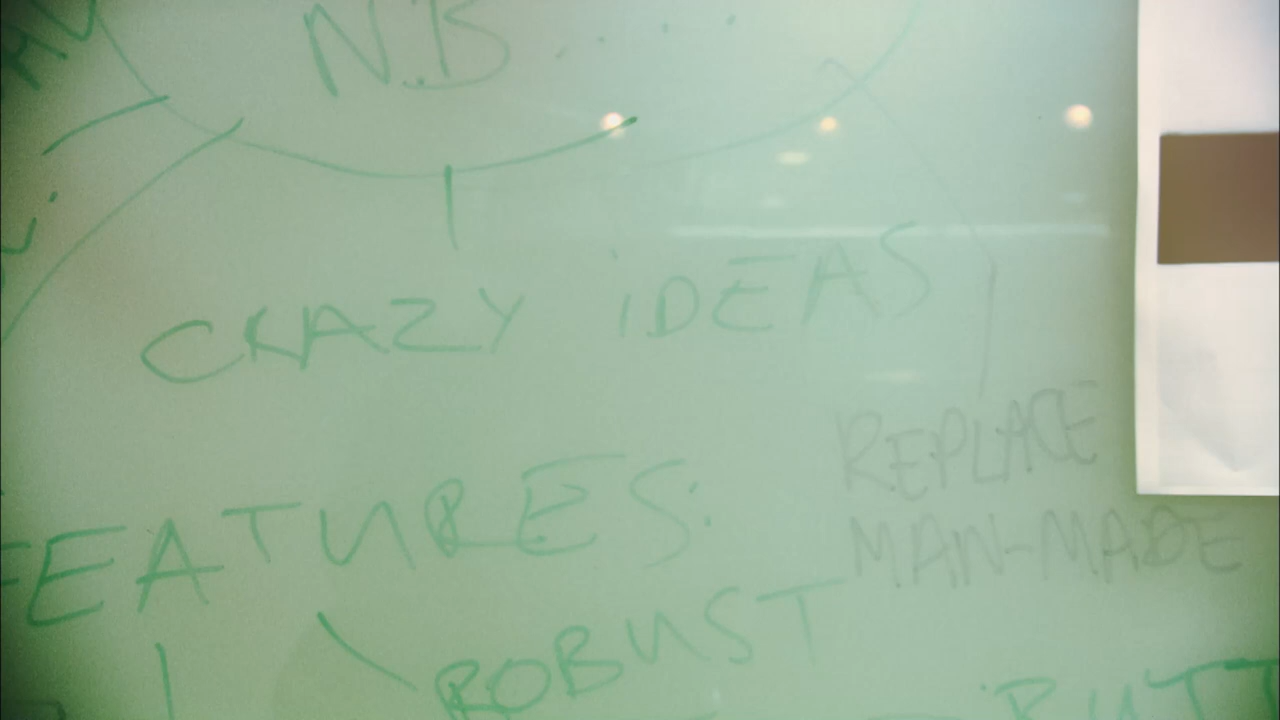 N.B
CRAZY IDEAS
REPLACE
MAN-MADE
FEATURES:
ROBUST